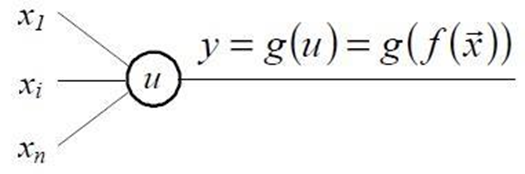 x₁
xᵢ
xₙ
u
y = g(u) = g(f(x⃗))